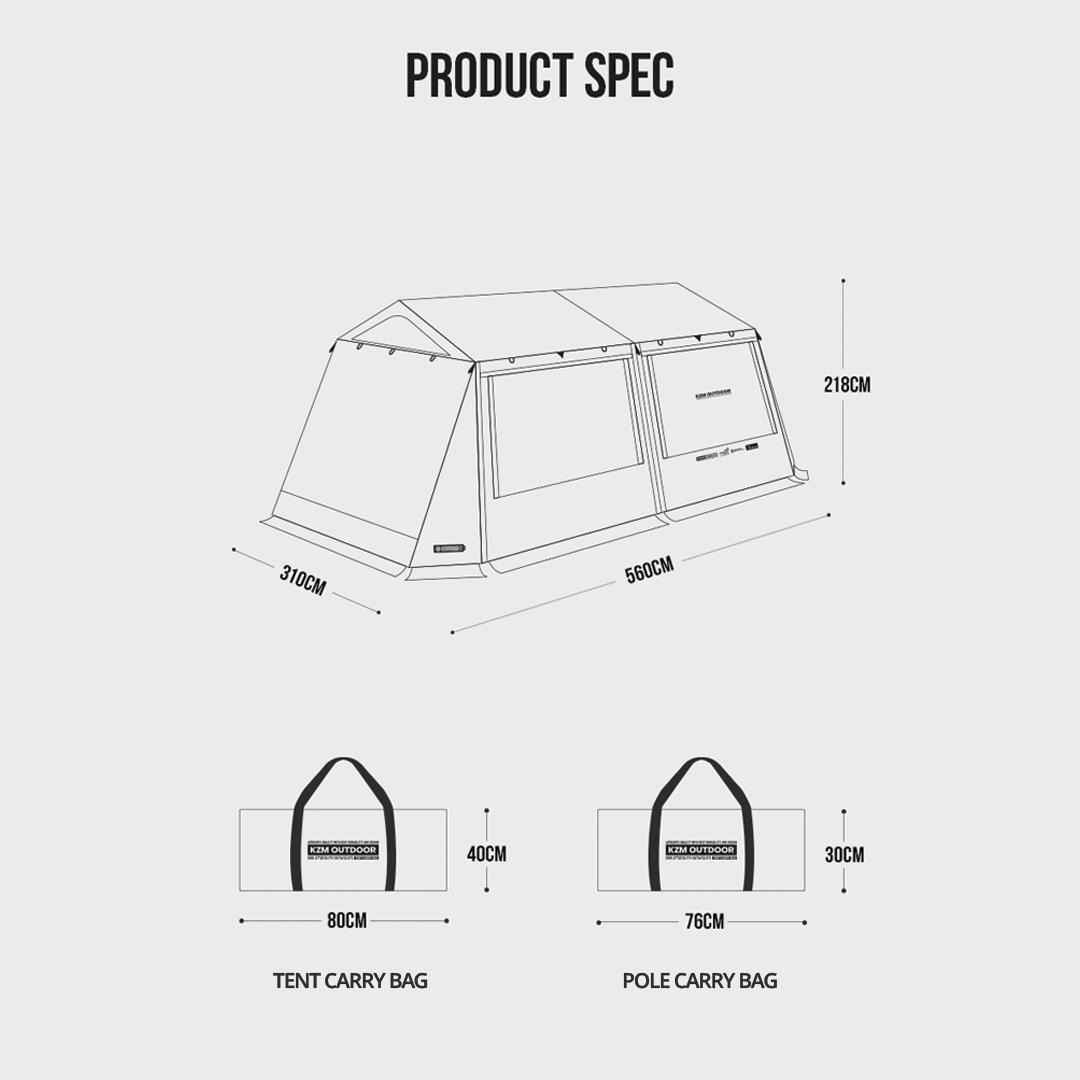 PRODUCT SPEC
KZM OUTDOOR
218CM
310CM
560CM
KZM OUTDOOR
40CM
80CM
TENT CARRY BAG
KZM OUTDOOR
30CM
76CM
POLE CARRY BAG